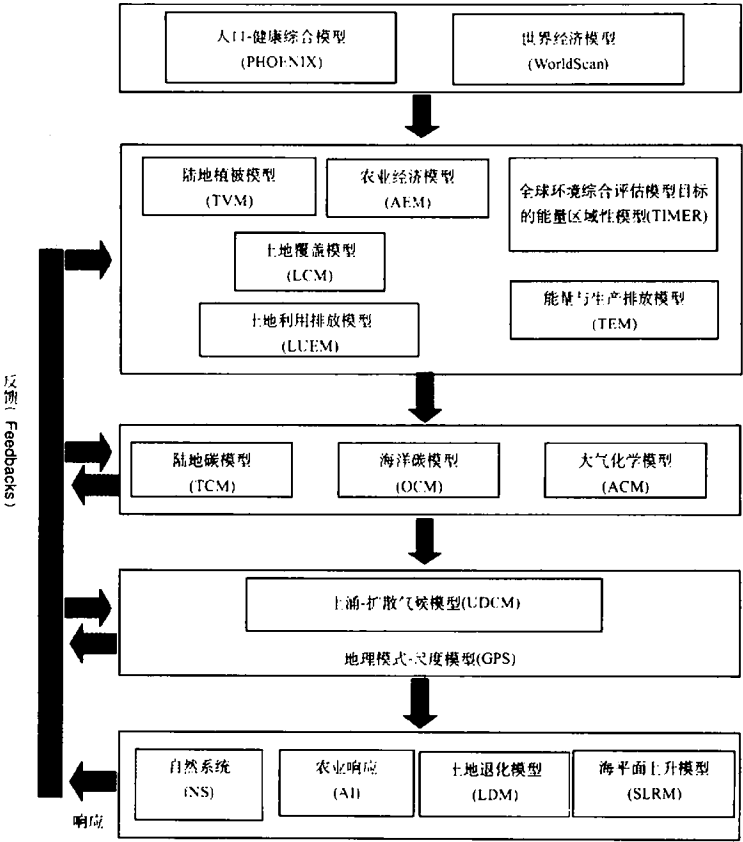 人口-健康综合模型
(PHOENIX)
世界经济模型
(WorldScan)
陆地植被模型
(TVM)
农业经济模型
(AEM)
全球环境综合评估模型目标
的能量区域性模型(TIMER)
土地覆盖模型
(LCM)
能量与生产排放模型
(TEM)
土地利用排放模型
(LUEM)
反馈( Feedbacks )
陆地碳模型
(TCM)
海洋碳模型
(OCM)
大气化学模型
(ACM)
上涌-扩散气候模型(UDCM)
地理模式-尺度模型(GPS)
自然系统
(NS)
农业响应
(AI)
土地退化模型
(LDM)
海平面上升模型
(SLRM)
响应